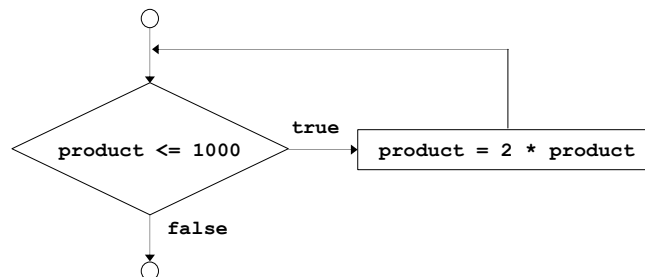 true
product <= 1000
product = 2 * product
false